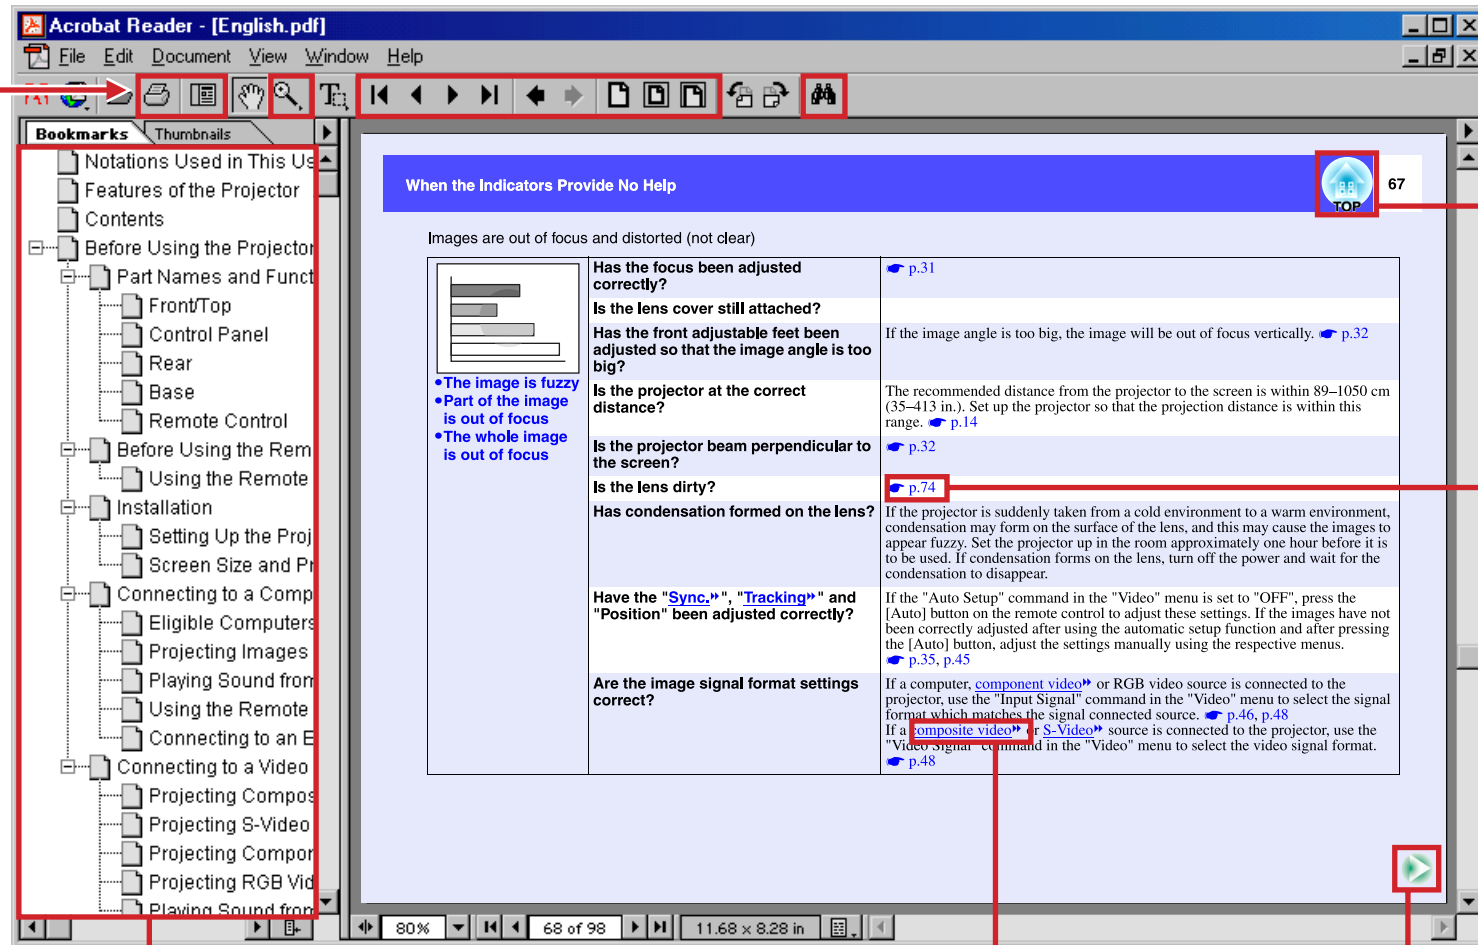 Acrobat Reader - [English.pdf]
File Edit Document View Window Help
Bookmarks Thumbnails
Notations Used in This Us
Features of the Projector
Contents
Before Using the Projector
Part Names and Funct
Front/Top
Control Panel
Rear
Base
Remote Control
Before Using the Rem
Using the Remote
Installation
Setting Up the Proj
Screen Size and Pr
Connecting to a Comp
Eligible Computers
Projecting Images
Playing Sound from
Using the Remote
Connecting to an E
Connecting to a Video
Projecting Compos
Projecting S-Video
Projecting Compor
Projecting RGB Vid
Playing Sound from
When the Indicators Provide No Help
TOP
67
Images are out of focus and distorted (not clear)
•The image is fuzzy
•Part of the image
is out of focus
•The whole image
is out of focus
Has the focus been adjusted
correctly?
☛ p.31
Is the lens cover still attached?
Has the front adjustable feet been
adjusted so that the image angle is too
big?
If the image angle is too big, the image will be out of focus vertically. ☛ p.32
Is the projector at the correct
distance?
The recommended distance from the projector to the screen is within 89–1050 cm
(35–413 in.). Set up the projector so that the projection distance is within this
range. ☛ p.14
Is the projector beam perpendicular to
the screen?
☛ p.32
Is the lens dirty?
☛ p.74
Has condensation formed on the lens?
If the projector is suddenly taken from a cold environment to a warm environment,
condensation may form on the surface of the lens, and this may cause the images to
appear fuzzy. Set the projector up in the room approximately one hour before it is
to be used. If condensation forms on the lens, turn off the power and wait for the
condensation to disappear.
Have the "Sync.", "Tracking" and
"Position" been adjusted correctly?
If the "Auto Setup" command in the "Video" menu is set to "OFF", press the
[Auto] button on the remote control to adjust these settings. If the images have not
been correctly adjusted after using the automatic setup function and after pressing
the [Auto] button, adjust the settings manually using the respective menus.
☛ p.35, p.45
Are the image signal format settings
correct?
If a computer, component video or RGB video source is connected to the
projector, use the "Input Signal" command in the "Video" menu to select the signal
format which matches the signal connected source. ☛ p.46, p.48
If a composite video or S-Video source is connected to the projector, use the
"Video Signal" command in the "Video" menu to select the video signal format.
☛ p.48
80% 68 of 98 11.68 × 8.28 in